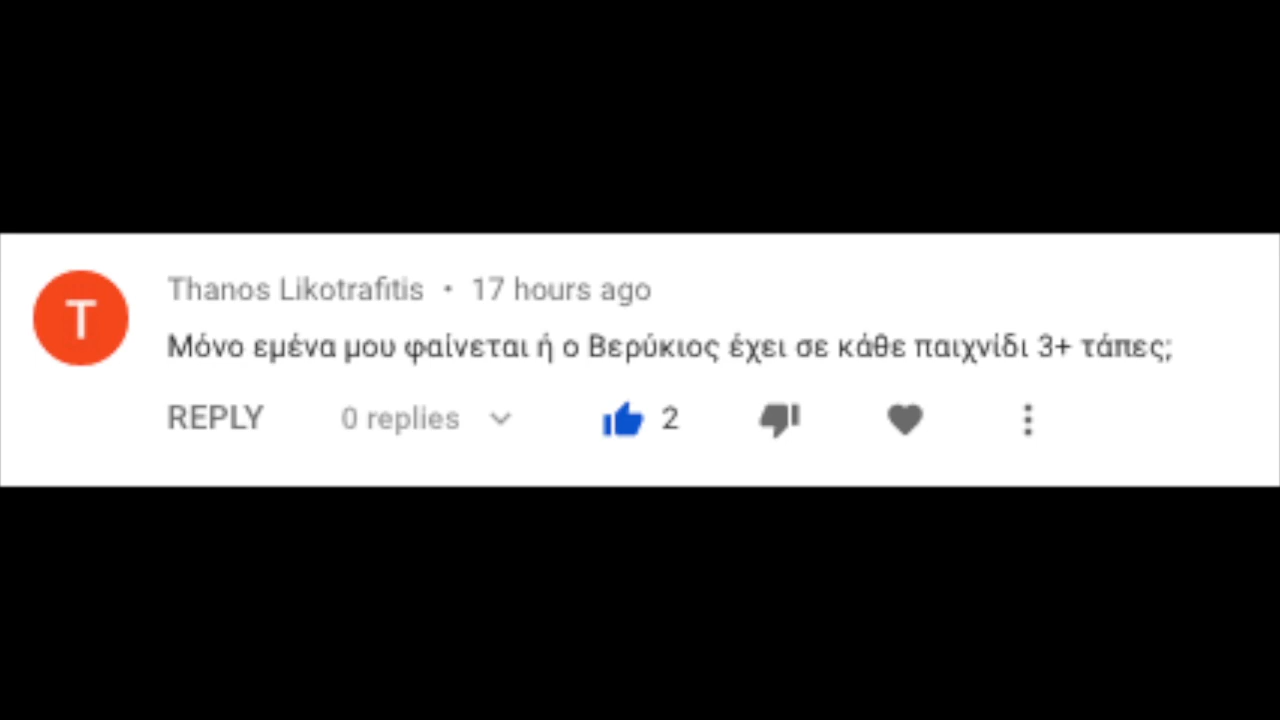 T
Thanos Likotrafitis • 17 hours ago
Μόνο εμένα μου φαίνεται ή ο Βερύκιος έχει σε κάθε παιχνίδι 3+ τάπες;
REPLY 0 replies 2